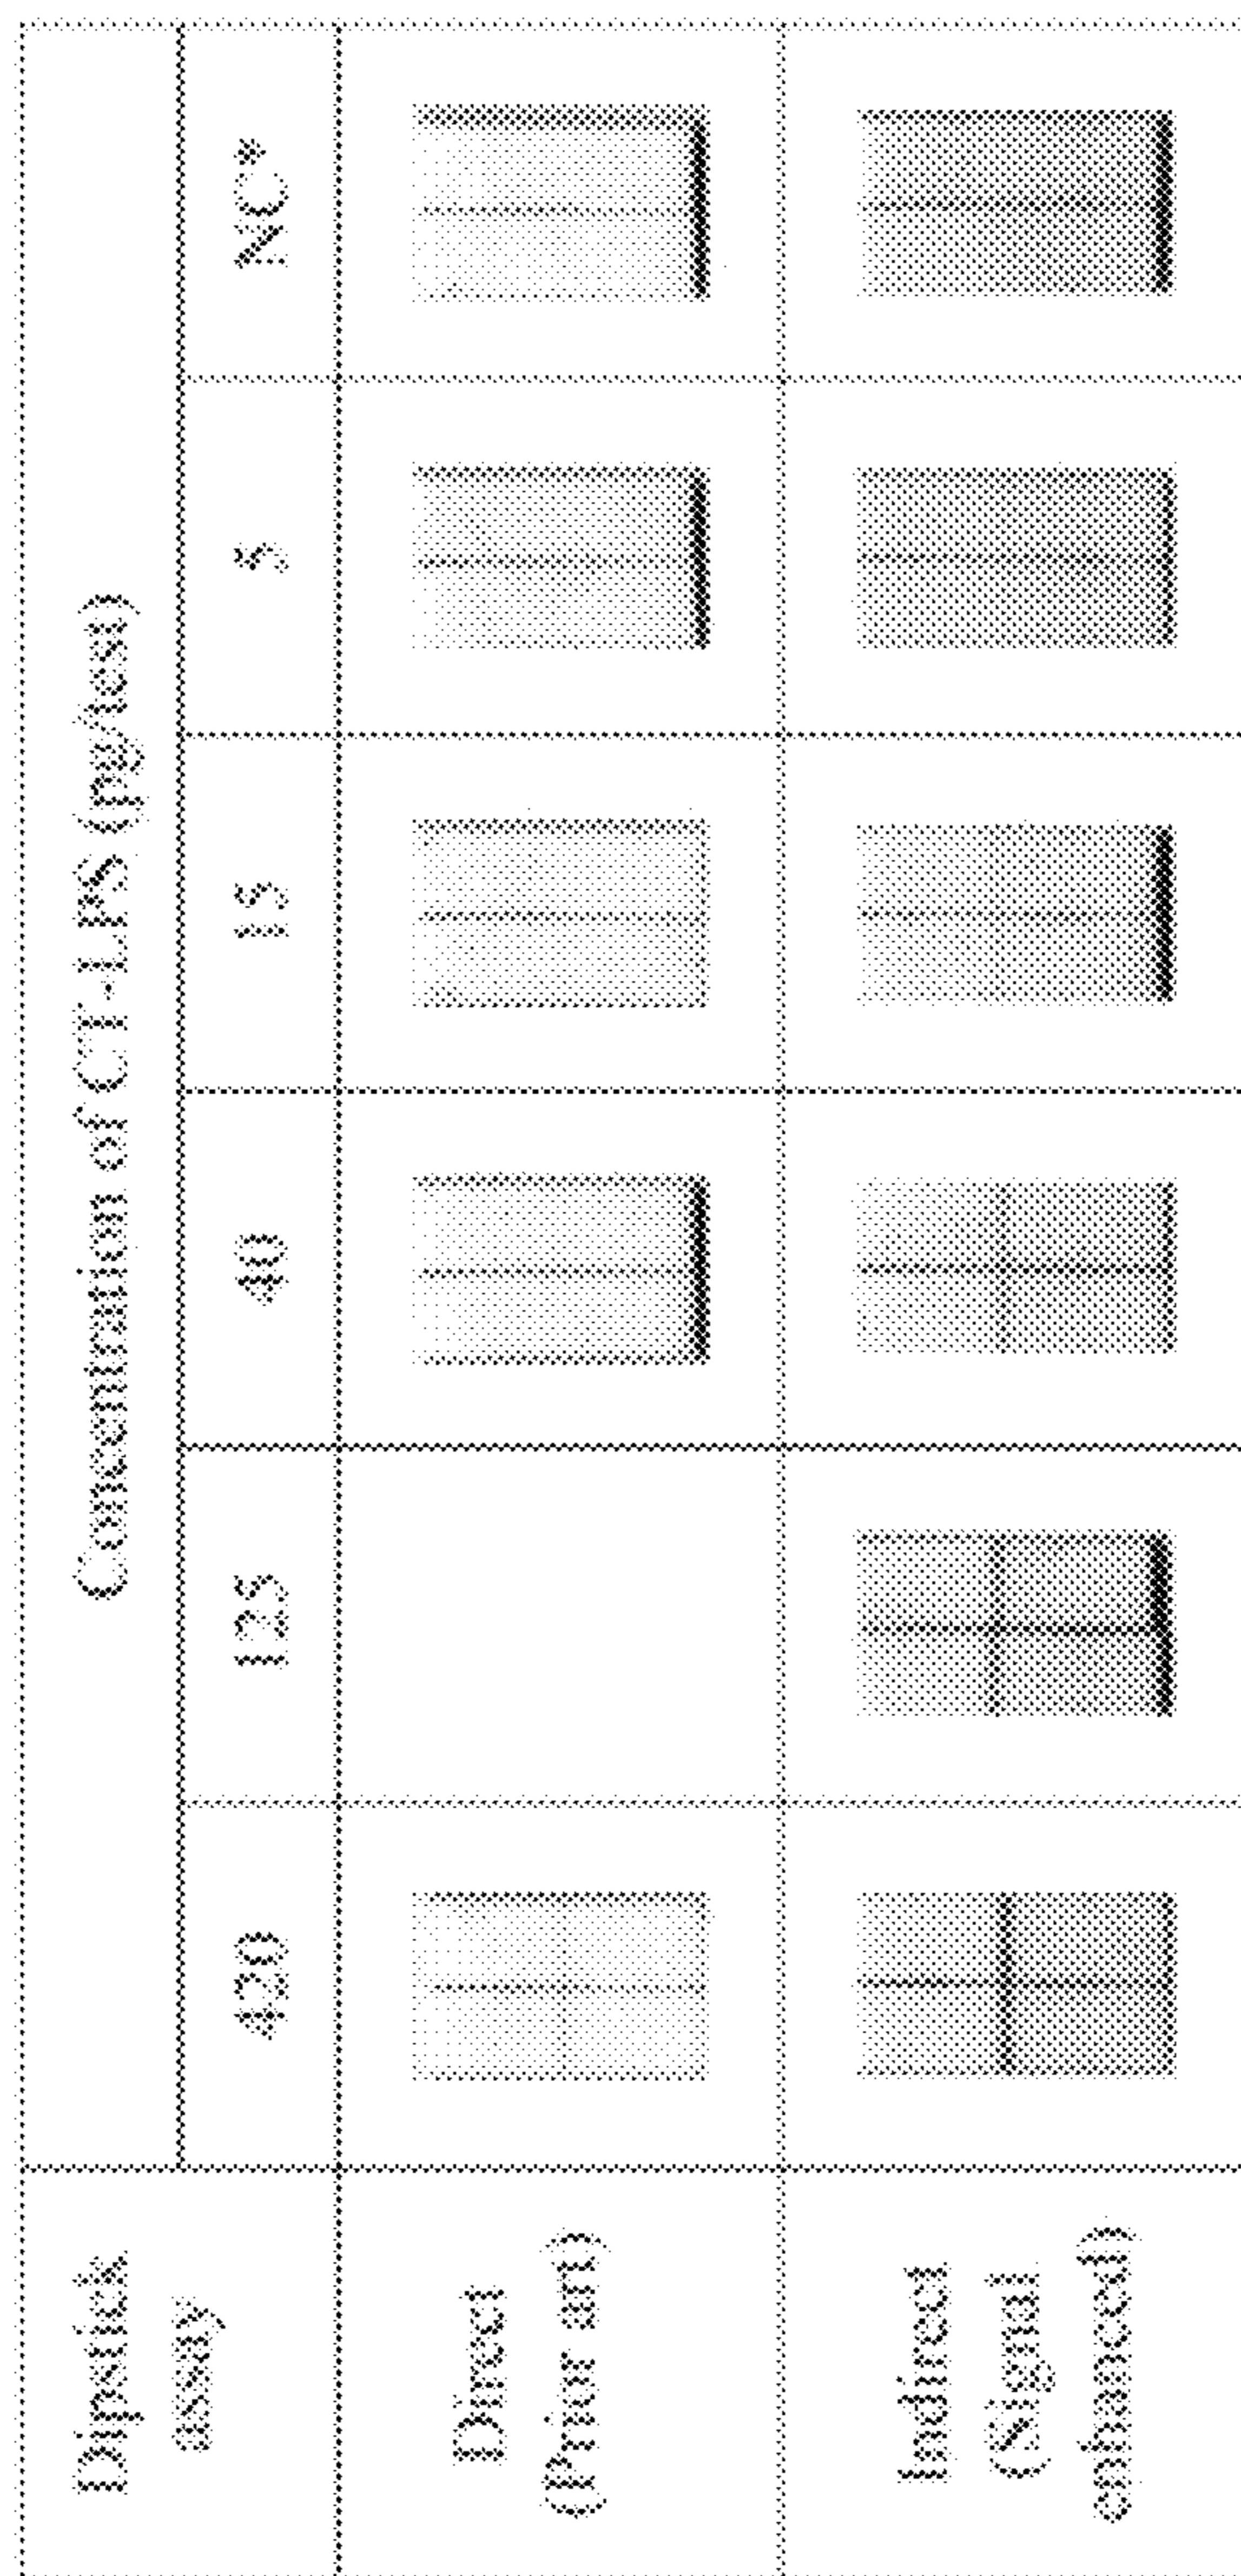 Dipstick
assay
Concentration of CT-LPS (pg/test)
420
125
40
15
5
NC*
Direct
(Prior art)
Indirect
(Signal
enhanced)